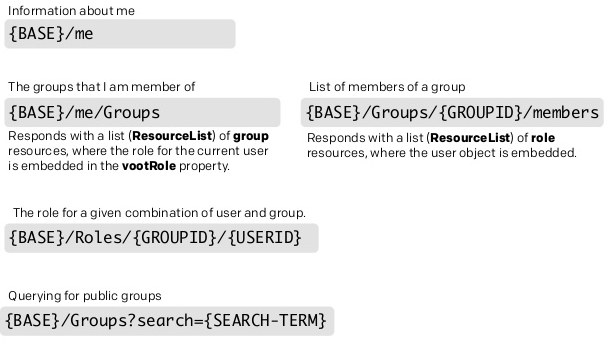 Information about me
{BASE}/me
The groups that I am member of
{BASE}/me/Groups
Responds with a list (ResourceList) of group
resources, where the role for the current user
is embedded in the vootRole property.
List of members of a group
{BASE}/Groups/{GROUPID}/members
Responds with a list (ResourceList) of role
resources, where the user object is embedded.
The role for a given combination of user and group.
{BASE}/Roles/{GROUPID}/{USERID}
Querying for public groups
{BASE}/Groups?search={SEARCH-TERM}